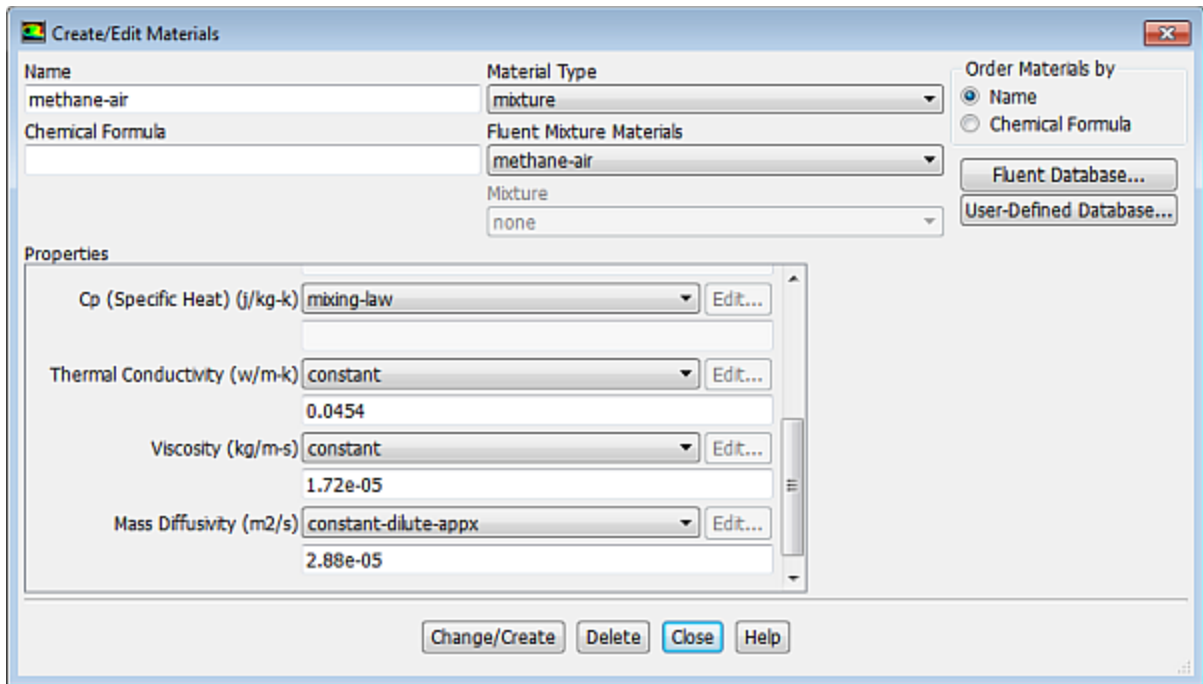 Create/Edit Materials
Name
methane-air
Chemical Formula
Material Type
mixture
Fluent Mixture Materials
methane-air
Mixture
none
Order Materials by
Name
Chemical Formula
Fluent Database...
User-Defined Database...
Properties
Cp (Specific Heat) (j/kg-k) mixing-law Edit...
Thermal Conductivity (w/m-k) constant Edit...
0.0454
Viscosity (kg/m-s) constant Edit...
1.72e-05
Mass Diffusivity (m2/s) constant-dilute-appx Edit...
2.88e-05
Change/Create Delete Close Help